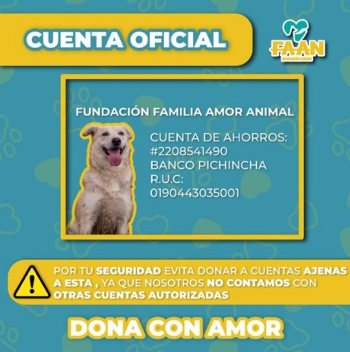 CUENTA OFICIAL
FAAN
FUNDACIÓN FAMILIA AMOR ANIMAL
CUENTA DE AHORROS:
#2208541490
BANCO PICHINCHA
R.U.C:
0190443035001
POR TU SEGURIDAD EVITA DONAR A CUENTAS AJENAS
A ESTA , YA QUE NOSOTROS NO CONTAMOS CON
OTRAS CUENTAS AUTORIZADAS
DONA CON AMOR